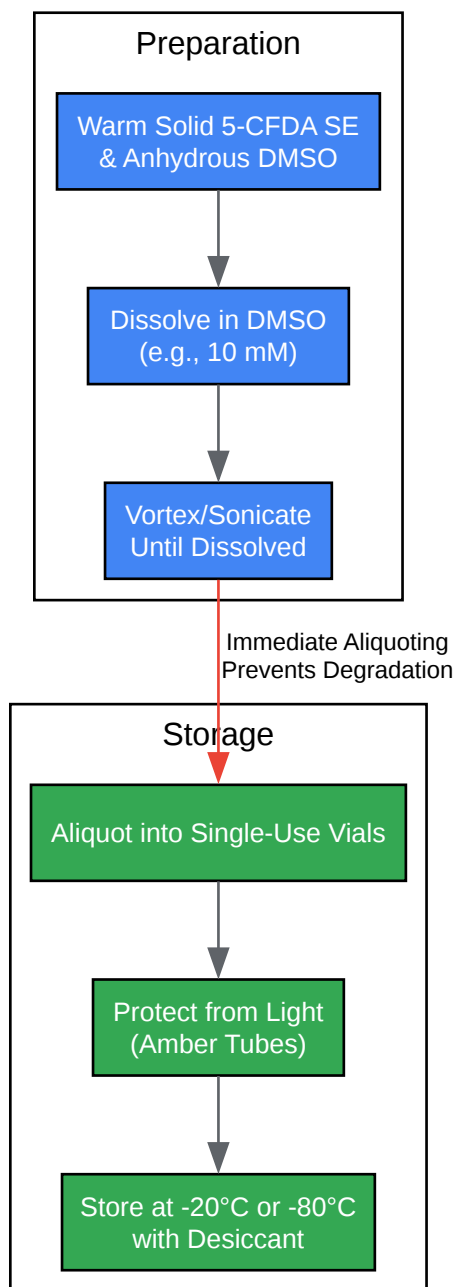 Preparation
Warm Solid 5-CFDA SE
& Anhydrous DMSO
Dissolve in DMSO
(e.g., 10 mM)
Vortex/Sonicate
Until Dissolved
Immediate Aliquoting
Prevents Degradation
Storage
Aliquot into Single-Use Vials
Protect from Light
(Amber Tubes)
Store at -20°C or -80°C
with Desiccant